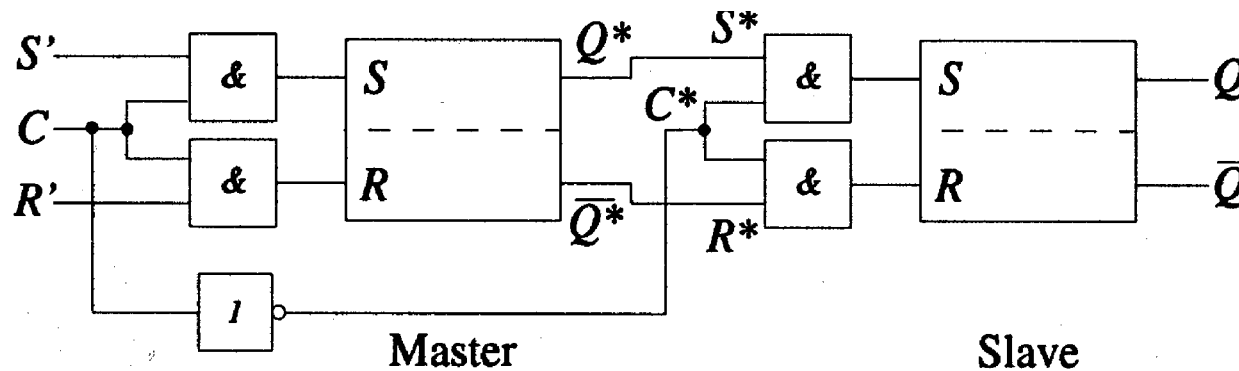 S' & S Q* S* & S Q
C C*
R' & R Q̅* R* & R Q̅
1
Master Slave